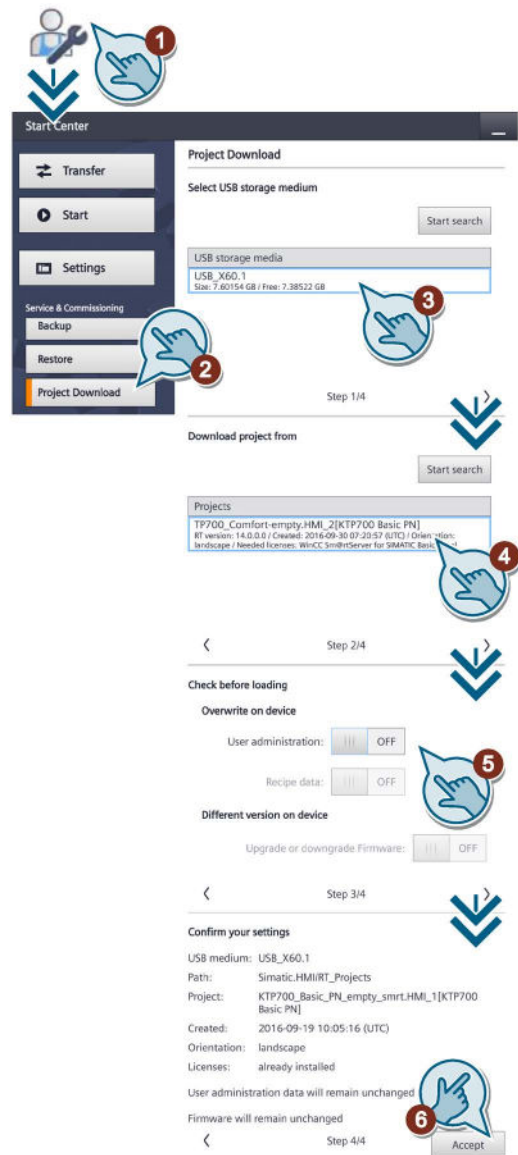 1
Start Center
Transfer
Start
Settings
Service & Commissioning
Backup
Restore
Project Download
2
Project Download
Select USB storage medium
Start search
USB storage media
USB_X60.1
Size: 7.60154 GB / Free: 7.38522 GB
3
Step 1/4
Download project from
Start search
Projects
TP700_Comfort-empty.HMI_2[KTP700 Basic PN]
RT version: 14.0.0.0 / Created: 2016-09-30 07:20:57 (UTC) /
landscape / Needed licenses: WinCC Sm@rtServer for SIMATIC Basic
4
Step 2/4
Check before loading
Overwrite on device
User administration: OFF
5
Recipe data: OFF
Different version on device
Upgrade or downgrade Firmware: OFF
Step 3/4
Confirm your settings
USB medium: USB_X60.1
Path: Simatic.HMI\RT_Projects
Project: KTP700_Basic_PN_empty_smrt.HMI_1[KTP700
Basic PN]
Created: 2016-09-19 10:05:16 (UTC)
Orientation: landscape
Licenses: already installed
User administration data will remain unchanged
Firmware will remain unchanged
6
Step 4/4
Accept